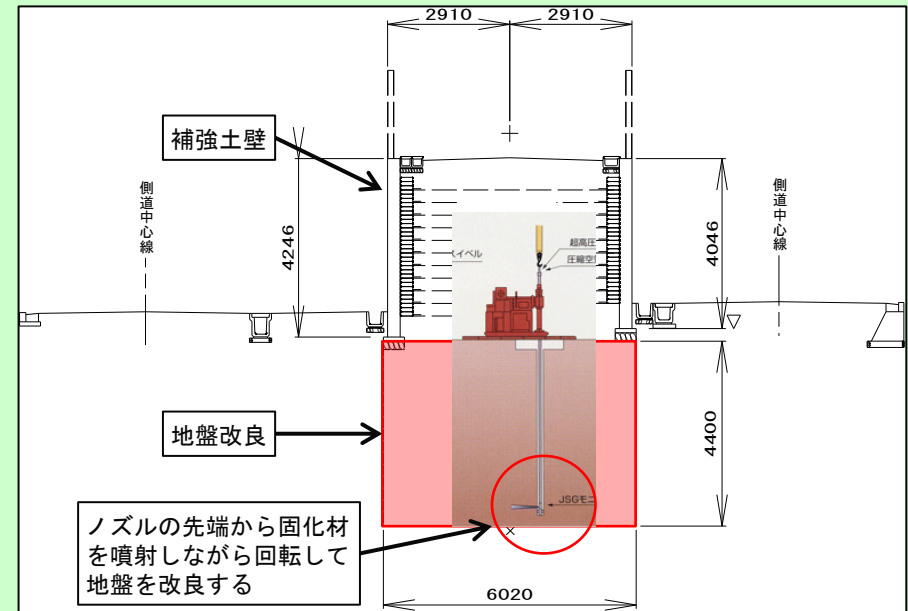 2910
2910
補強土壁
側道中心線
4246
4046
側道中心線
スイベル
超高圧
圧縮空
地盤改良
4400
JSGモニ
ノズルの先端から固化材
を噴射しながら回転して
地盤を改良する
6020